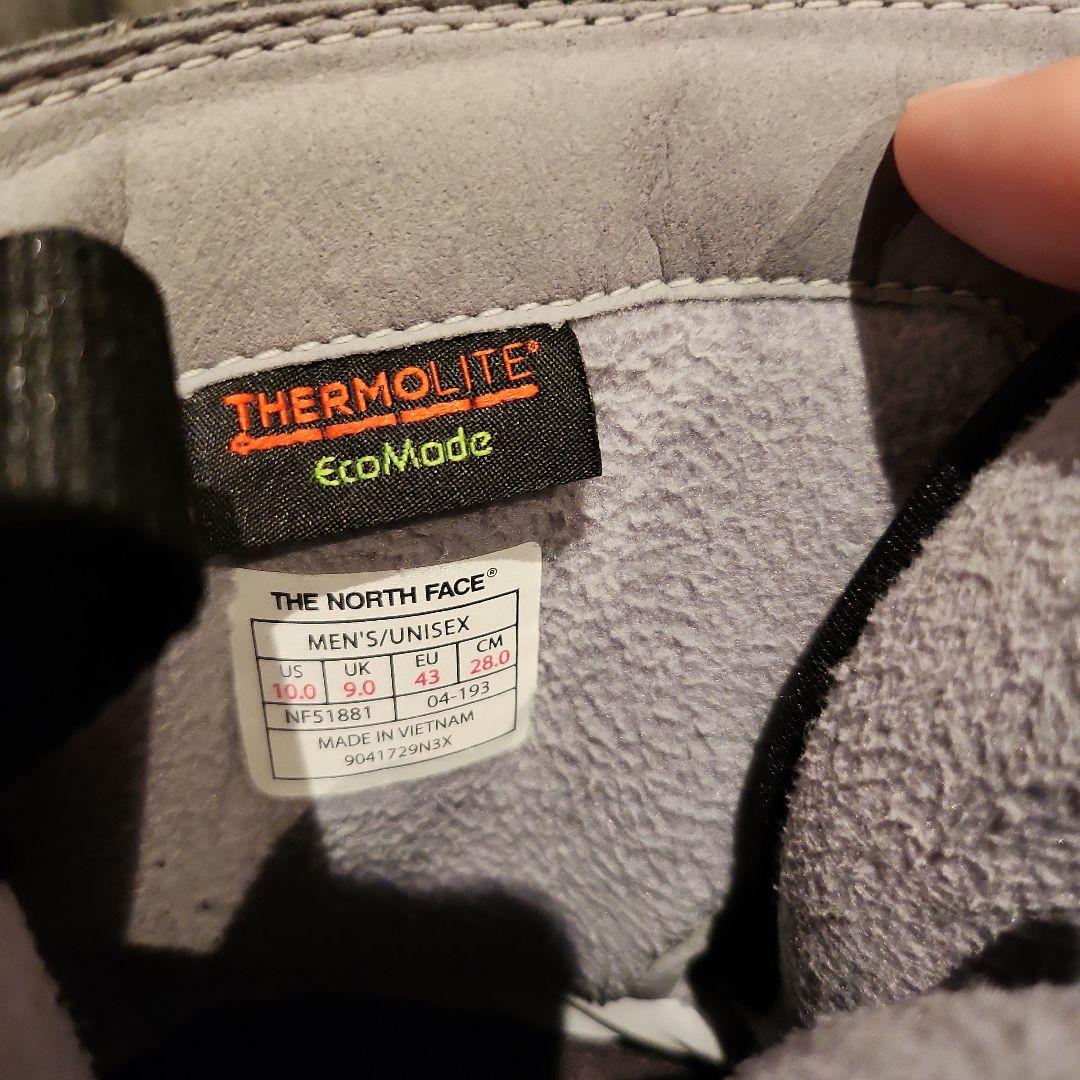 THERMOLITE®
EcoMode
THE NORTH FACE®
MEN'S/UNISEX
US UK EU CM
10.0 9.0 43 28.0
NF51881 04-193
MADE IN VIETNAM
9041729N3X